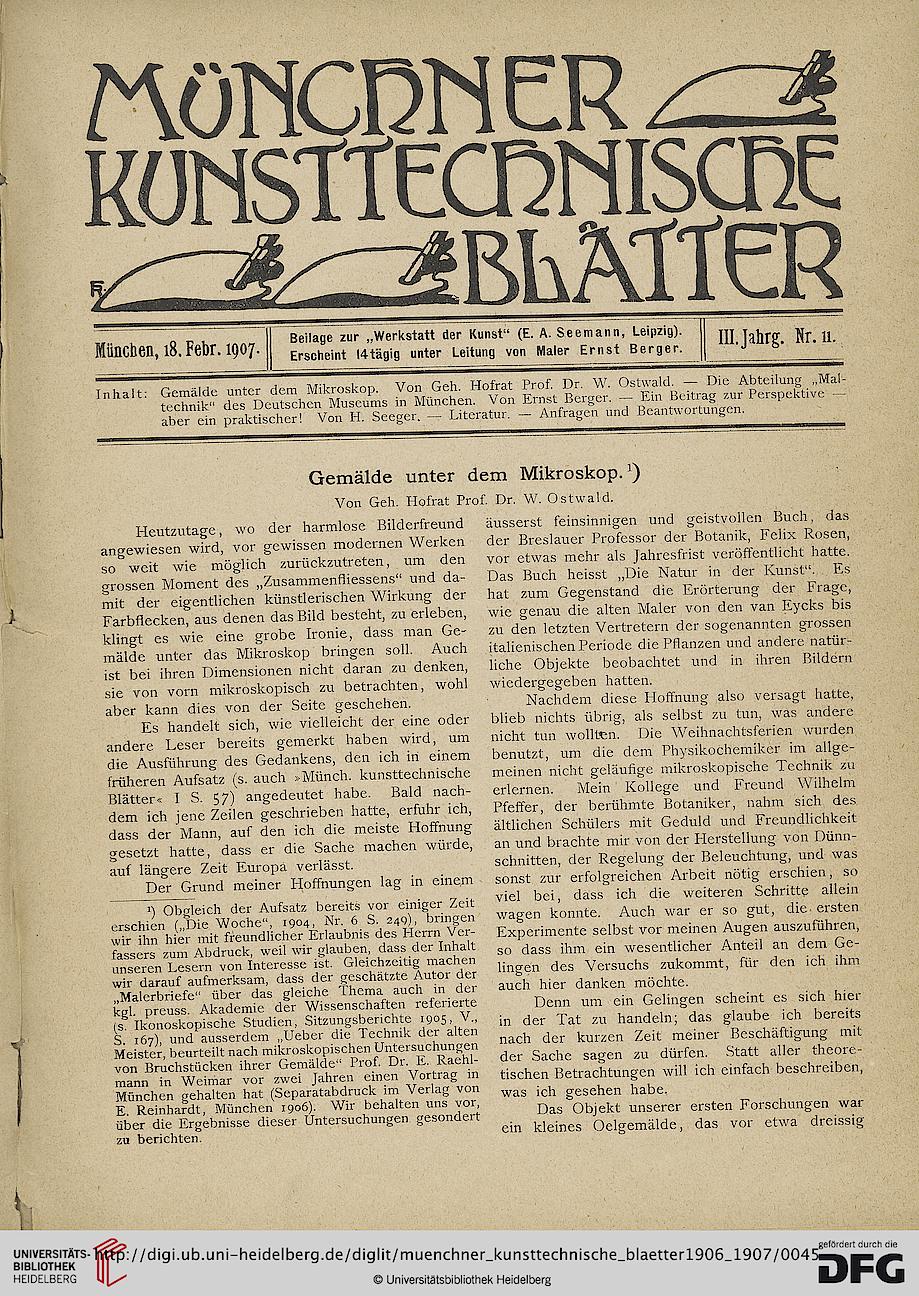 MÜNCHNER
KUNSTTECHNISCHE
BLÄTTER
FR
München, 18. Febr. 1907.
Beilage zur „Werkstatt der Kunst“ (E. A. Seemann, Leipzig).
Erscheint 14tägig unter Leitung von Maler Ernst Berger.
III. Jahrg. Nr. 11.
Inhalt: Gemälde unter dem Mikroskop. Von Geh. Hofrat Prof. Dr. W. Ostwald. — Die Abteilung „Mal-
technik“ des Deutschen Museums in München. Von Ernst Berger. — Ein Beitrag zur Perspektive —
aber ein praktischer! Von H. Seeger. — Literatur. — Anfragen und Beantwortungen.
Gemälde unter dem Mikroskop.¹)
Von Geh. Hofrat Prof. Dr. W. Ostwald.
Heutzutage, wo der harmlose Bilderfreund
angewiesen wird, vor gewissen modernen Werken
so weit wie möglich zurückzutreten, um den
grossen Moment des „Zusammenfliessens“ und da-
mit der eigentlichen künstlerischen Wirkung der
Farbflecken, aus denen das Bild besteht, zu erleben,
klingt es wie eine grobe Ironie, dass man Ge-
mälde unter das Mikroskop bringen soll. Auch
ist bei ihren Dimensionen nicht daran zu denken,
sie von vorn mikroskopisch zu betrachten, wohl
aber kann dies von der Seite geschehen.
Es handelt sich, wie vielleicht der eine oder
andere Leser bereits gemerkt haben wird, um
die Ausführung des Gedankens, den ich in einem
früheren Aufsatz (s. auch »Münch. kunsttechnische
Blätter« I S. 57) angedeutet habe. Bald nach-
dem ich jene Zeilen geschrieben hatte, erfuhr ich,
dass der Mann, auf den ich die meiste Hoffnung
gesetzt hatte, dass er die Sache machen würde,
auf längere Zeit Europa verlässt.
Der Grund meiner Hoffnungen lag in einem
¹) Obgleich der Aufsatz bereits vor einiger Zeit
erschien („Die Woche“, 1904, Nr. 6 S. 249), bringen
wir ihn hier mit freundlicher Erlaubnis des Herrn Ver-
fassers zum Abdruck, weil wir glauben, dass der Inhalt
unseren Lesern von Interesse ist. Gleichzeitig machen
wir darauf aufmerksam, dass der geschätzte Autor der
„Malerbriefe“ über das gleiche Thema auch in der
kgl. preuss. Akademie der Wissenschaften referierte
(s. Ikonoskopische Studien, Sitzungsberichte 1905, V.,
S. 167), und ausserdem „Ueber die Technik der alten
Meister, beurteilt nach mikroskopischen Untersuchungen
von Bruchstücken ihrer Gemälde“ Prof. Dr. E. Raehl-
mann in Weimar vor zwei Jahren einen Vortrag in
München gehalten hat (Separatabdruck im Verlag von
E. Reinhardt, München 1906). Wir behalten uns vor,
über die Ergebnisse dieser Untersuchungen gesondert
zu berichten.
äusserst feinsinnigen und geistvollen Buch, das
der Breslauer Professor der Botanik, Felix Rosen,
vor etwas mehr als Jahresfrist veröffentlicht hatte.
Das Buch heisst „Die Natur in der Kunst“. Es
hat zum Gegenstand die Erörterung der Frage,
wie genau die alten Maler von den van Eycks bis
zu den letzten Vertretern der sogenannten grossen
italienischen Periode die Pflanzen und andere natür-
liche Objekte beobachtet und in ihren Bildern
wiedergegeben hatten.
Nachdem diese Hoffnung also versagt hatte,
blieb nichts übrig, als selbst zu tun, was andere
nicht tun wollten. Die Weihnachtsferien wurden
benutzt, um die dem Physikochemiker im allge-
meinen nicht geläufige mikroskopische Technik zu
erlernen. Mein Kollege und Freund Wilhelm
Pfeffer, der berühmte Botaniker, nahm sich des
ältlichen Schülers mit Geduld und Freundlichkeit
an und brachte mir von der Herstellung von Dünn-
schnitten, der Regelung der Beleuchtung, und was
sonst zur erfolgreichen Arbeit nötig erschien, so
viel bei, dass ich die weiteren Schritte allein
wagen konnte. Auch war er so gut, die ersten
Experimente selbst vor meinen Augen auszuführen,
so dass ihm ein wesentlicher Anteil an dem Ge-
lingen des Versuchs zukommt, für den ich ihm
auch hier danken möchte.
Denn um ein Gelingen scheint es sich hier
in der Tat zu handeln; das glaube ich bereits
nach der kurzen Zeit meiner Beschäftigung mit
der Sache sagen zu dürfen. Statt aller theore-
tischen Betrachtungen will ich einfach beschreiben,
was ich gesehen habe.
Das Objekt unserer ersten Forschungen war
ein kleines Oelgemälde, das vor etwa dreissig
UNIVERSITÄTS-
BIBLIOTHEK
HEIDELBERG
http://digi.ub.uni-heidelberg.de/diglit/muenchner_kunsttechnische_blaetter1906_1907/0045
© Universitätsbibliothek Heidelberg
gefördert durch die
DFG